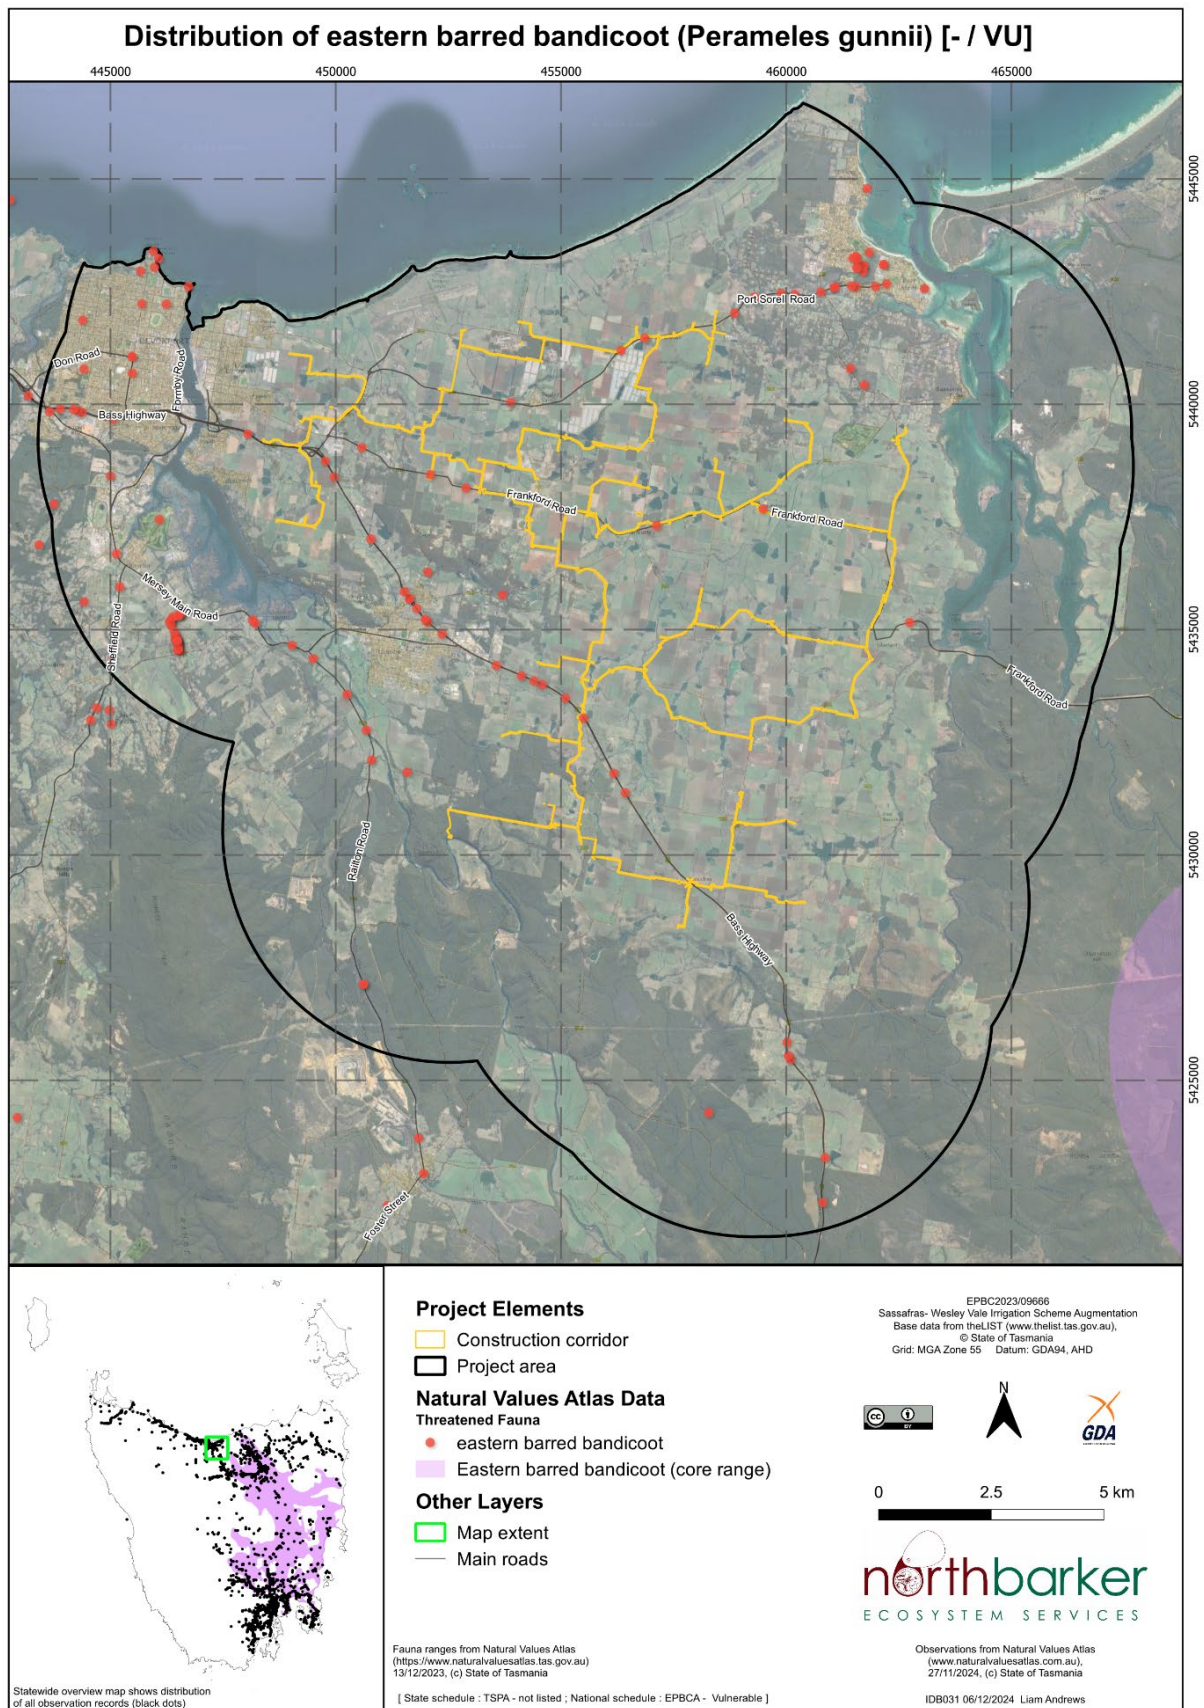 Distribution of eastern barred bandicoot (Perameles gunnii) [- / VU]
445000 450000 455000 460000 465000
5445000
5440000
5435000
5430000
5425000
Port Sorell Road
Don Road
Formby Road
Bass Highway
Frankford Road
Frankford Road
Mersey Main Road
Sheffield Road
Frankford Road
Railton Road
Bass Highway
Foster Street
Project Elements
Construction corridor
Project area
Natural Values Atlas Data
Threatened Fauna
eastern barred bandicoot
Eastern barred bandicoot (core range)
Other Layers
Map extent
Main roads
EPBC2023/09666
Sassafras- Wesley Vale Irrigation Scheme Augmentation
Base data from theLIST (www.thelist.tas.gov.au),
© State of Tasmania
Grid: MGA Zone 55 Datum: GDA94, AHD
N
cc
BY
GDA
0 2.5 5 km
northbarker
ECOSYSTEM SERVICES
Fauna ranges from Natural Values Atlas
(https://www.naturalvaluesatlas.tas.gov.au)
13/12/2023, (c) State of Tasmania
[ State schedule : TSPA - not listed ; National schedule : EPBCA - Vulnerable ]
Observations from Natural Values Atlas
(www.naturalvaluesatlas.com.au),
27/11/2024, (c) State of Tasmania
IDB031 06/12/2024 Liam Andrews
Statewide overview map shows distribution
of all observation records (black dots)